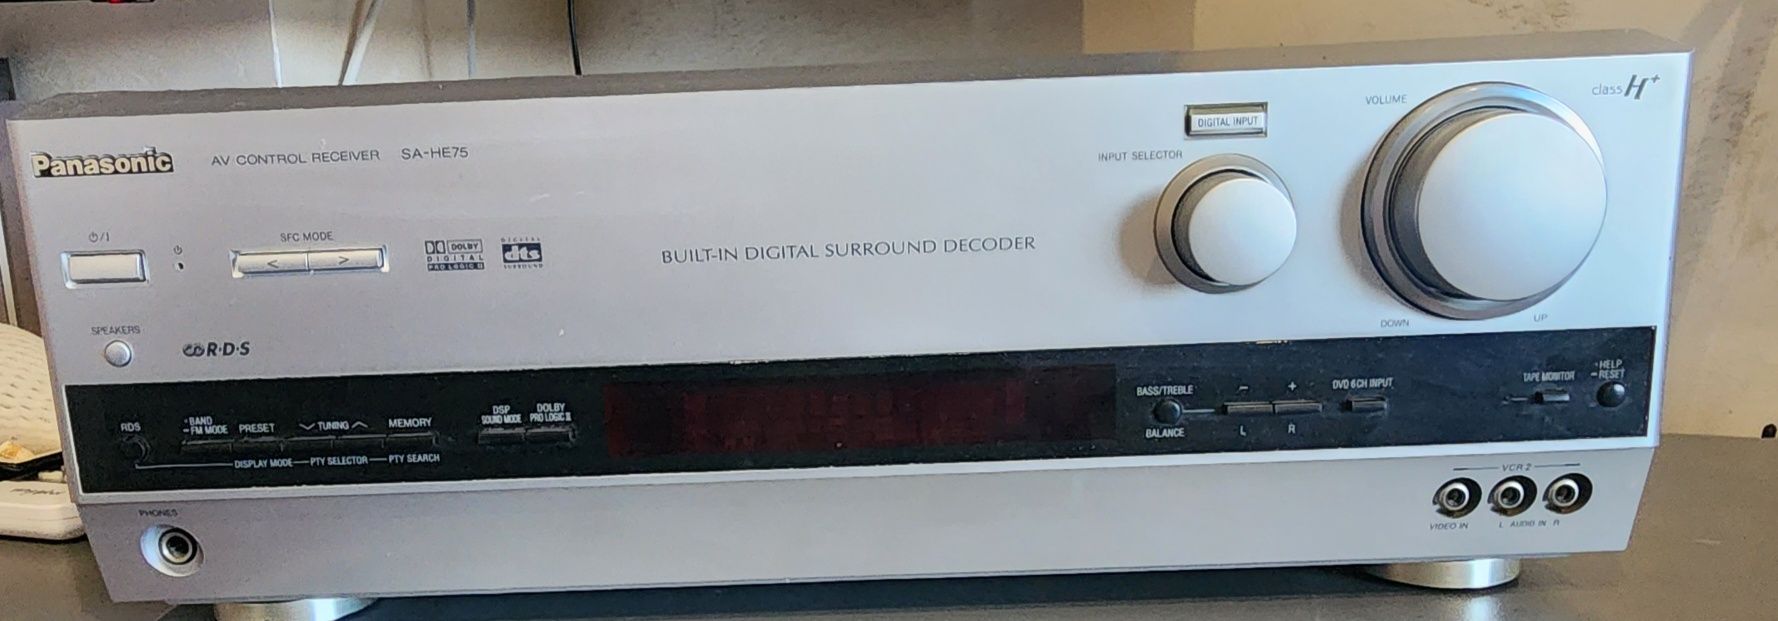 Panasonic
AV CONTROL RECEIVER SA-HE75
DIGITAL INPUT
INPUT SELECTOR
VOLUME
class H+
DOWN
UP
⏻/I
⏻
SFC MODE
< >
DOLBY
DIGITAL
PRO LOGIC II
DIGITAL
dts
SURROUND
BUILT-IN DIGITAL SURROUND DECODER
SPEAKERS
R·D·S
RDS
BAND
FM MODE
PRESET
TUNING
MEMORY
DISPLAY MODE
PTY SELECTOR
PTY SEARCH
DSP
SOUND MODE
DOLBY
PRO LOGIC II
BASS/TREBLE
BALANCE
− +
L R
DVD 6CH INPUT
TAPE MONITOR
HELP
RESET
PHONES
VCR 2
VIDEO IN
L AUDIO IN R